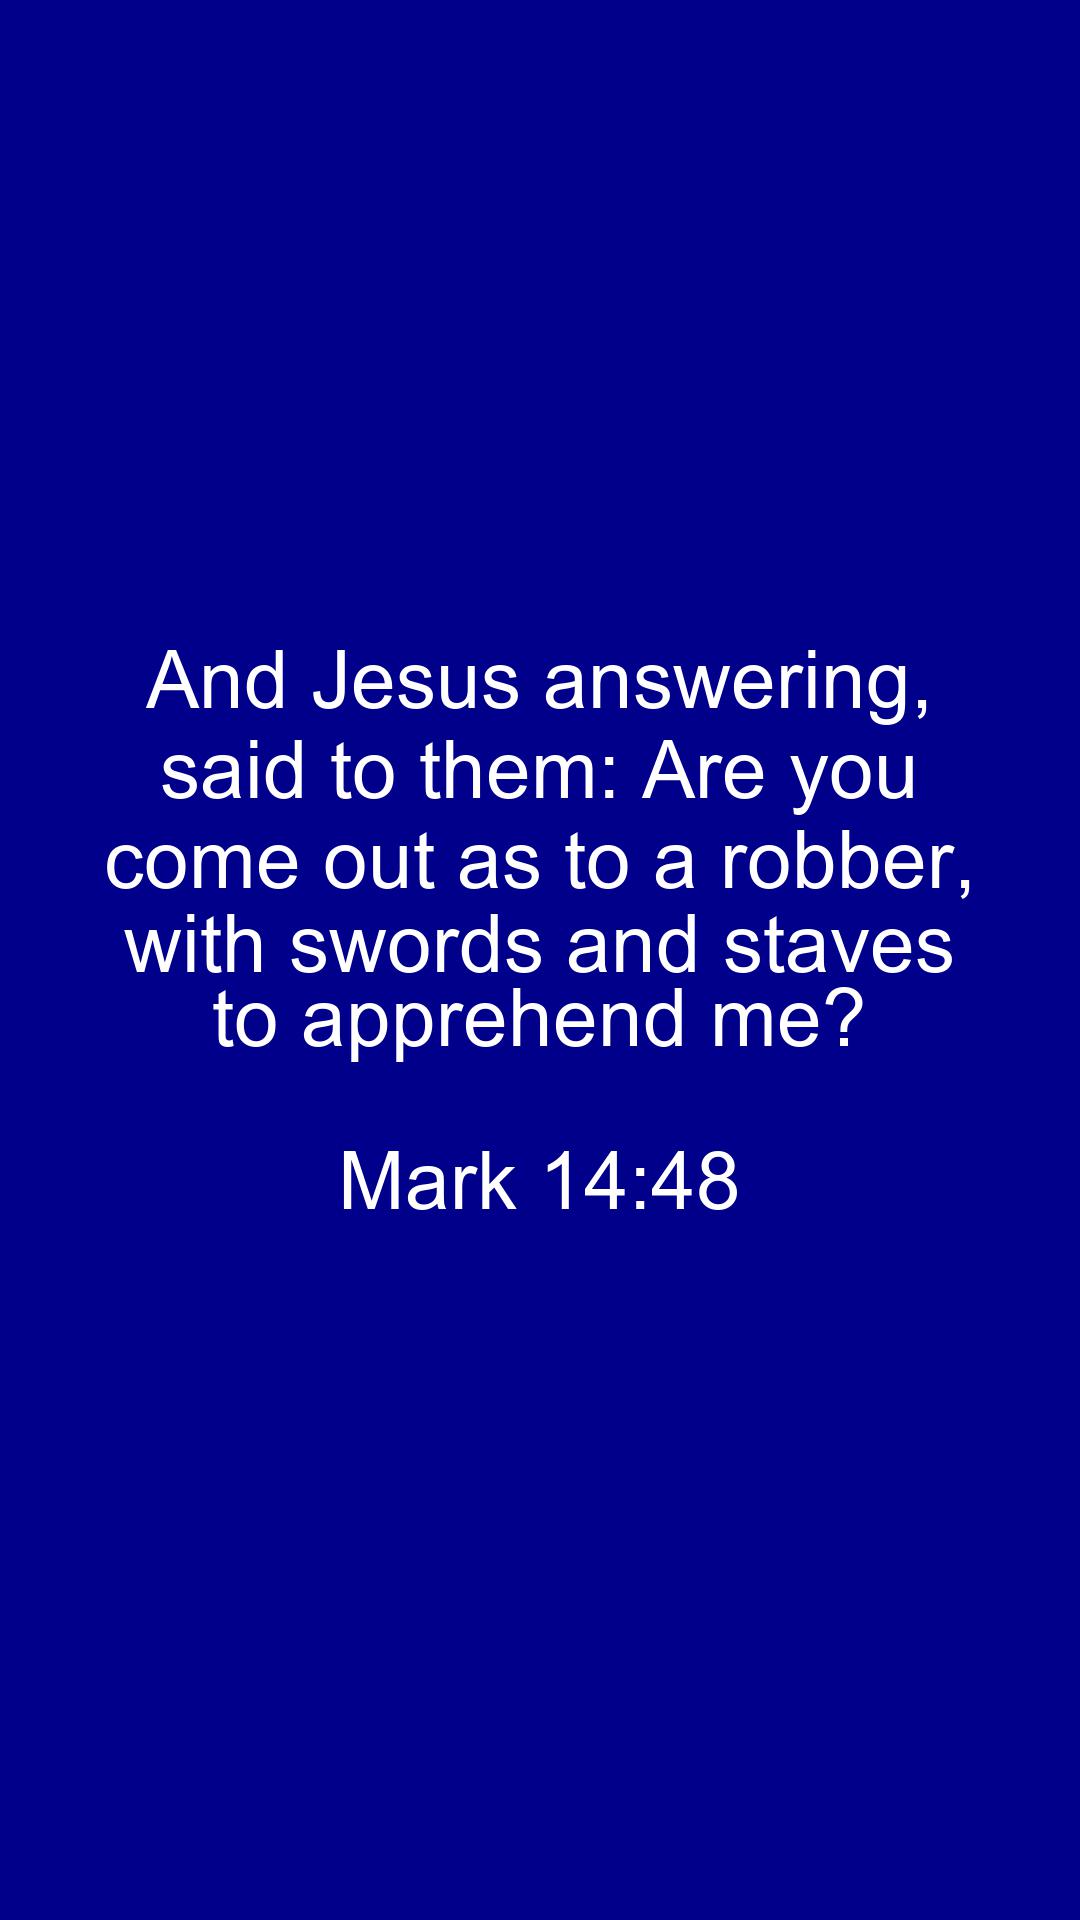 And Jesus answering,
said to them: Are you
come out as to a robber,
with swords and staves
to apprehend me?
Mark 14:48